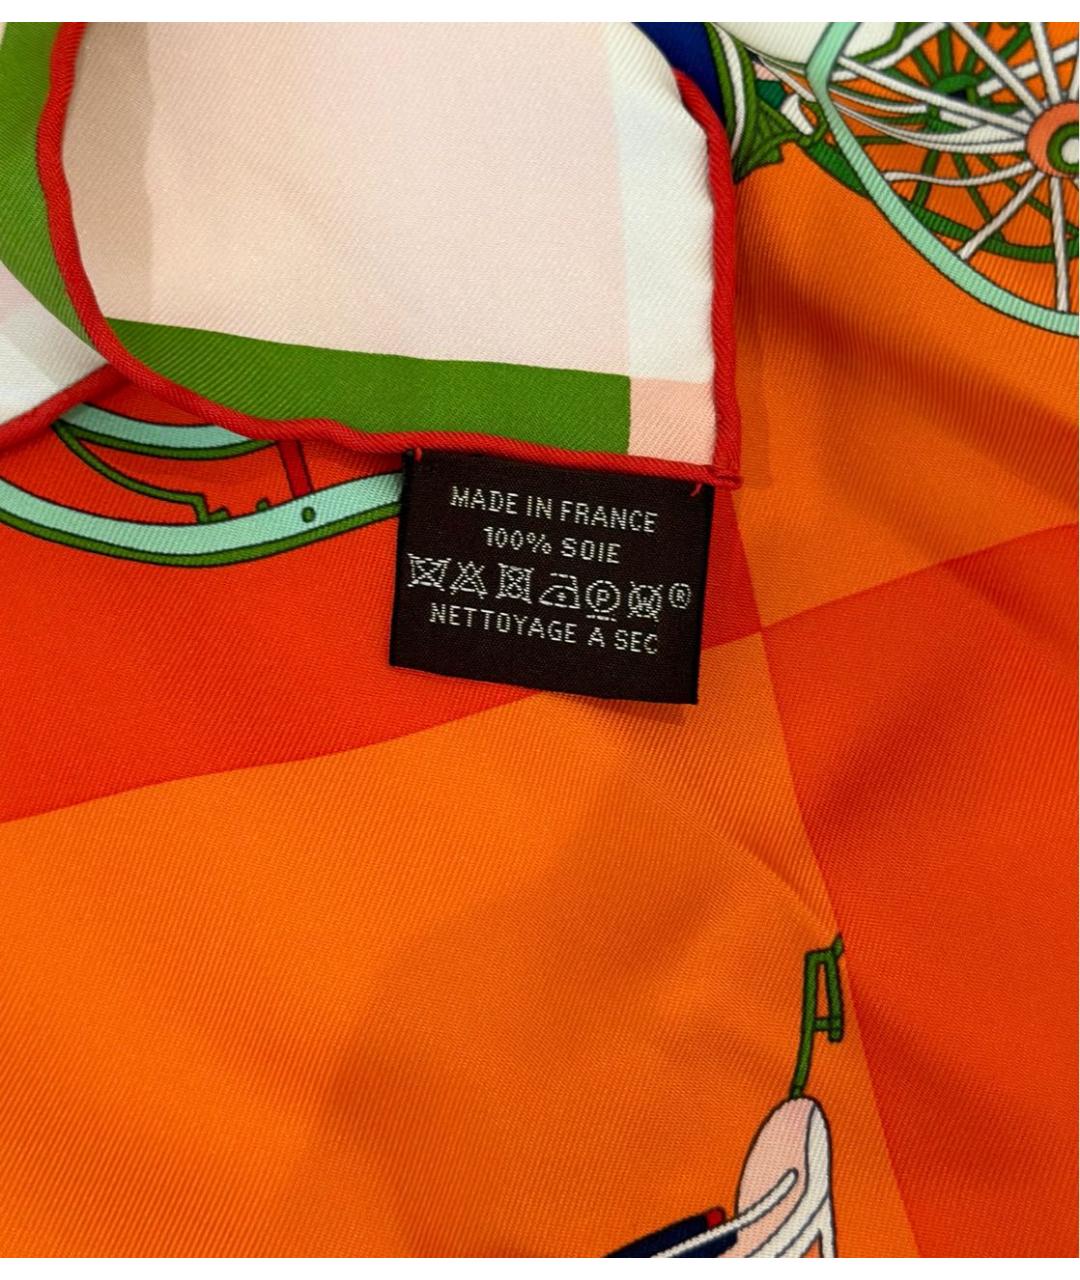 MADE IN FRANCE
100% SOIE
P W ®
NETTOYAGE A SEC